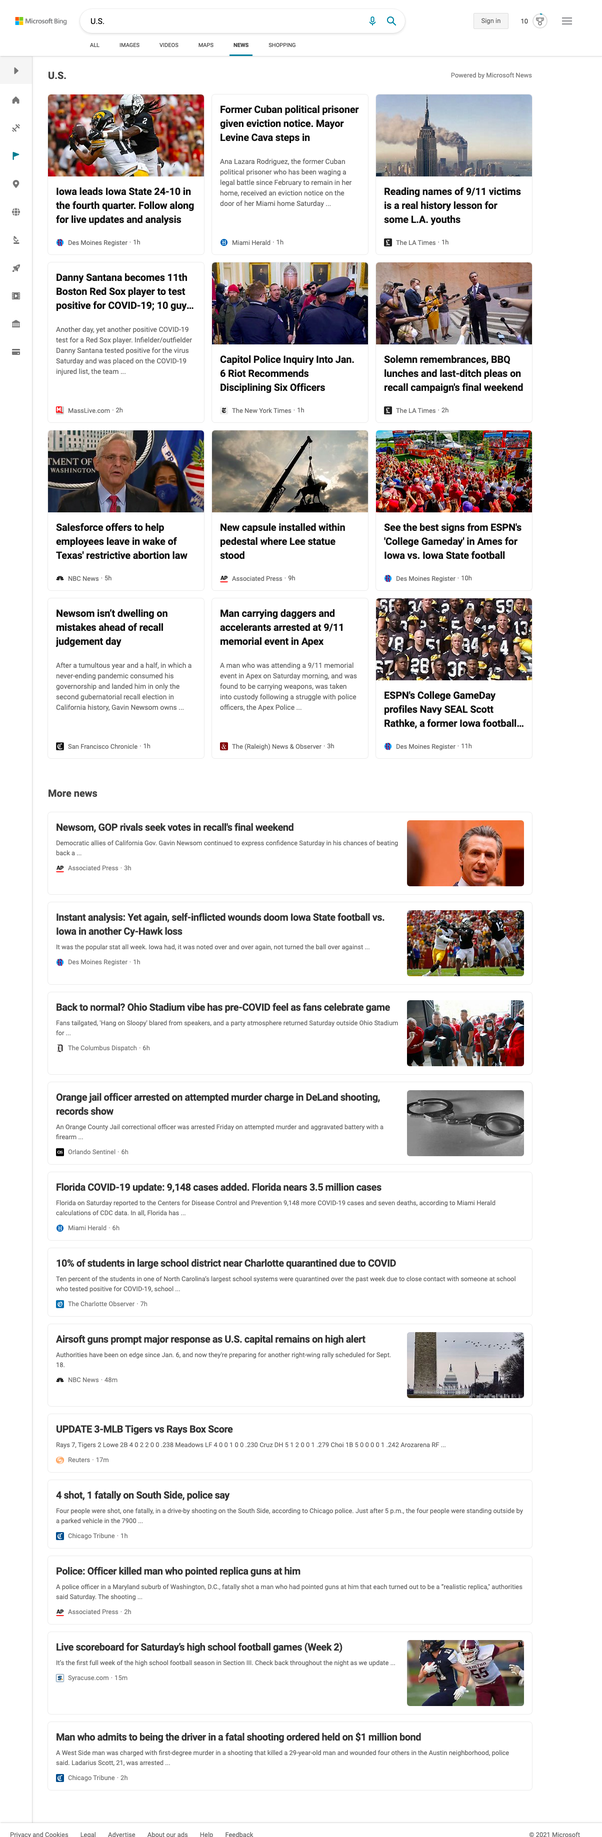 Microsoft Bing
U.S.
Sign in
10
ALL
IMAGES
VIDEOS
MAPS
NEWS
SHOPPING
U.S.
Powered by Microsoft News
Iowa leads Iowa State 24-10 in
the fourth quarter. Follow along
for live updates and analysis
Des Moines Register · 1h
Former Cuban political prisoner
given eviction notice. Mayor
Levine Cava steps in
Ana Lazara Rodriguez, the former Cuban
political prisoner who has been waging a
legal battle since February to remain in her
home, received an eviction notice on the
door of her Miami home Saturday ...
Miami Herald · 1h
Reading names of 9/11 victims
is a real history lesson for
some L.A. youths
The LA Times · 1h
Danny Santana becomes 11th
Boston Red Sox player to test
positive for COVID-19; 10 guy...
Another day, yet another positive COVID-19
test for a Red Sox player. Infielder/outfielder
Danny Santana tested positive for the virus
Saturday and was placed on the COVID-19
injured list, the team ...
MassLive.com · 2h
Capitol Police Inquiry Into Jan.
6 Riot Recommends
Disciplining Six Officers
The New York Times · 1h
Solemn remembrances, BBQ
lunches and last-ditch pleas on
recall campaign's final weekend
The LA Times · 2h
Salesforce offers to help
employees leave in wake of
Texas' restrictive abortion law
NBC News · 5h
New capsule installed within
pedestal where Lee statue
stood
Associated Press · 9h
See the best signs from ESPN's
'College Gameday' in Ames for
Iowa vs. Iowa State football
Des Moines Register · 10h
Newsom isn't dwelling on
mistakes ahead of recall
judgement day
After a tumultuous year and a half, in which a
never-ending pandemic consumed his
governorship and landed him in only the
second gubernatorial recall election in
California history, Gavin Newsom owns ...
San Francisco Chronicle · 1h
Man carrying daggers and
accelerants arrested at 9/11
memorial event in Apex
A man who was attending a 9/11 memorial
event in Apex on Saturday morning, and was
found to be carrying weapons, was taken
into custody following a struggle with police
officers, the Apex Police ...
The (Raleigh) News & Observer · 3h
ESPN's College GameDay
profiles Navy SEAL Scott
Rathke, a former Iowa football...
Des Moines Register · 11h
More news
Newsom, GOP rivals seek votes in recall's final weekend
Democratic allies of California Gov. Gavin Newsom continued to express confidence Saturday in his chances of beating
back a ...
Associated Press · 3h
Instant analysis: Yet again, self-inflicted wounds doom Iowa State football vs.
Iowa in another Cy-Hawk loss
It was the popular stat all week. Iowa had, it was noted over and over again, not turned the ball over against ...
Des Moines Register · 1h
Back to normal? Ohio Stadium vibe has pre-COVID feel as fans celebrate game
Fans tailgated, 'Hang on Sloopy' blared from speakers, and a party atmosphere returned Saturday outside Ohio Stadium
for ...
The Columbus Dispatch · 6h
Orange jail officer arrested on attempted murder charge in DeLand shooting,
records show
An Orange County Jail correctional officer was arrested Friday on attempted murder and aggravated battery with a
firearm ...
Orlando Sentinel · 6h
Florida COVID-19 update: 9,148 cases added. Florida nears 3.5 million cases
Florida on Saturday reported to the Centers for Disease Control and Prevention 9,148 more COVID-19 cases and seven deaths, according to Miami Herald
calculations of CDC data. In all, Florida has ...
Miami Herald · 6h
10% of students in large school district near Charlotte quarantined due to COVID
Ten percent of the students in one of North Carolina's largest school systems were quarantined over the past week due to close contact with someone at school
who tested positive for COVID-19, school ...
The Charlotte Observer · 7h
Airsoft guns prompt major response as U.S. capital remains on high alert
Authorities have been on edge since Jan. 6, and now they're preparing for another right-wing rally scheduled for Sept.
18.
NBC News · 48m
UPDATE 3-MLB Tigers vs Rays Box Score
Rays 7, Tigers 2 Lowe 2B 4 0 2 2 0 0 .238 Meadows LF 4 0 0 1 0 0 .230 Cruz DH 5 1 2 0 0 1 .279 Choi 1B 5 0 0 0 0 1 .242 Arozarena RF ...
Reuters · 17m
4 shot, 1 fatally on South Side, police say
Four people were shot, one fatally, in a drive-by shooting on the South Side, according to Chicago police. Just after 5 p.m., the four people were standing outside by
a parked vehicle in the 7900 ...
Chicago Tribune · 1h
Police: Officer killed man who pointed replica guns at him
A police officer in a Maryland suburb of Washington, D.C., fatally shot a man who had pointed guns at him that each turned out to be a "realistic replica," authorities
said Saturday. The shooting ...
Associated Press · 2h
Live scoreboard for Saturday's high school football games (Week 2)
It's the first full week of the high school football season in Section III. Check back throughout the night as we update ...
Syracuse.com · 15m
Man who admits to being the driver in a fatal shooting ordered held on $1 million bond
A West Side man was charged with first-degree murder in a shooting that killed a 29-year-old man and wounded four others in the Austin neighborhood, police
said. Ladarius Scott, 21, was arrested ...
Chicago Tribune · 2h
Privacy and Cookies
Legal
Advertise
About our ads
Help
Feedback
© 2021 Microsoft